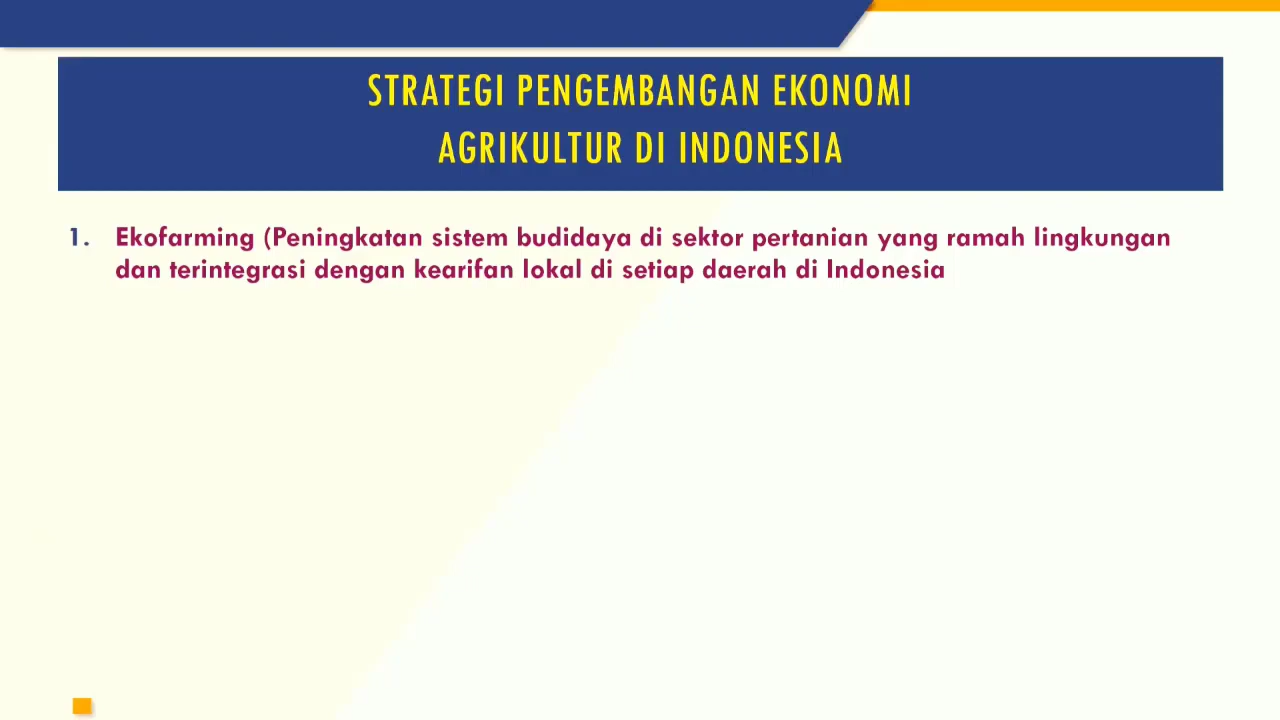 STRATEGI PENGEMBANGAN EKONOMI
AGRIKULTUR DI INDONESIA
1. Ekofarming (Peningkatan sistem budidaya di sektor pertanian yang ramah lingkungan
dan terintegrasi dengan kearifan lokal di setiap daerah di Indonesia